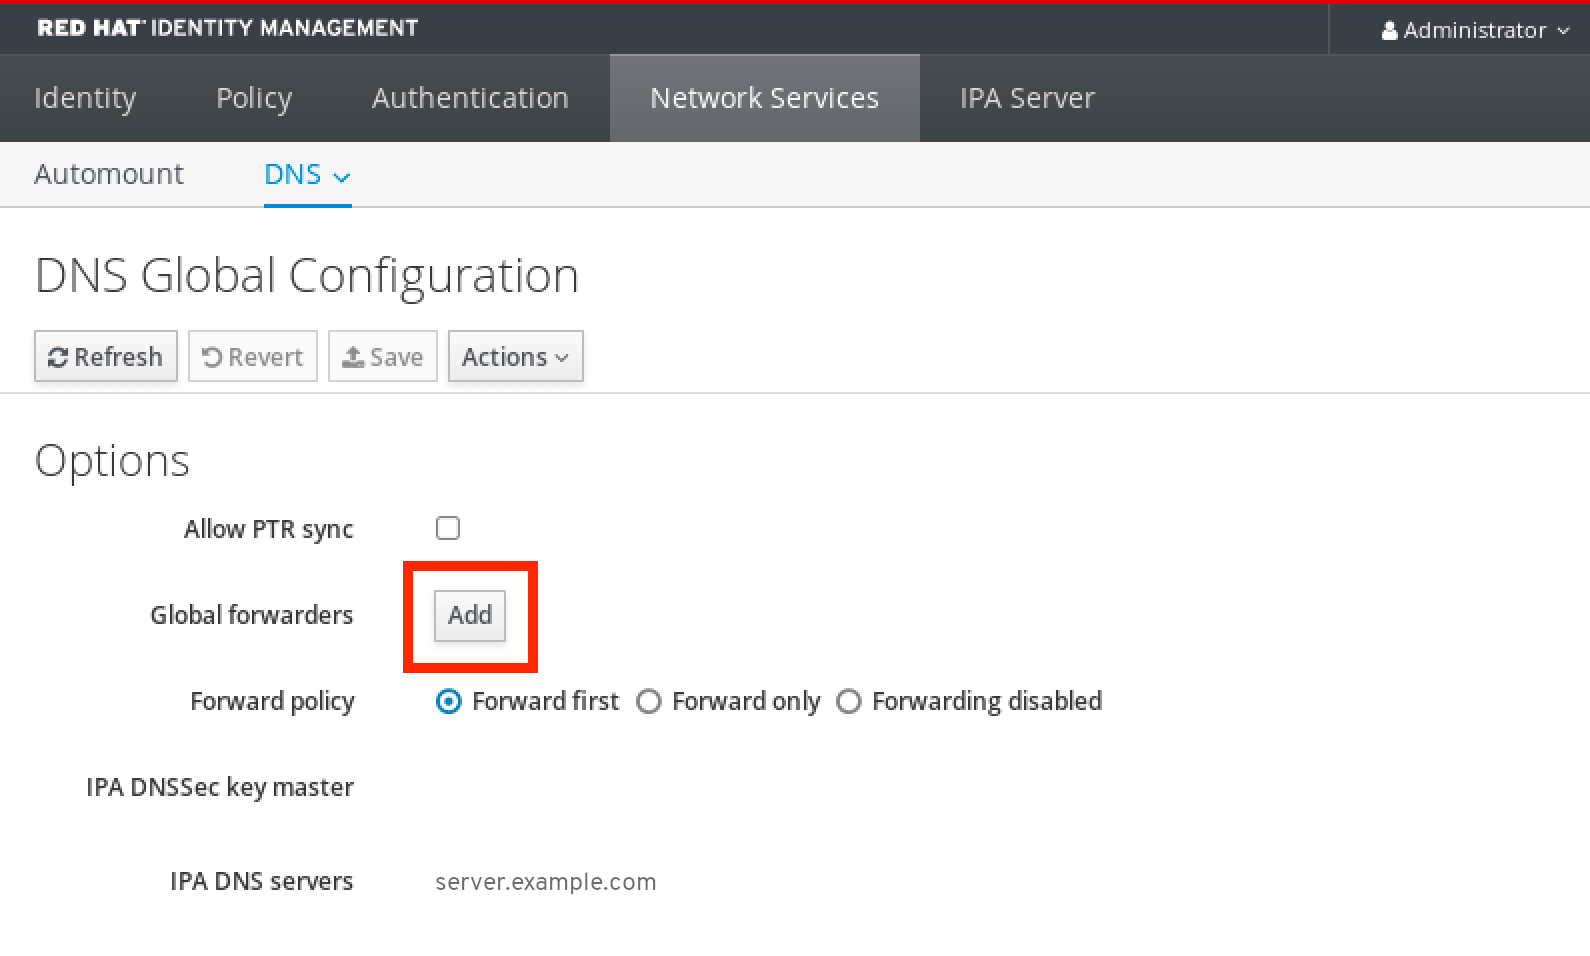 RED HAT IDENTITY MANAGEMENT
Administrator
Identity Policy Authentication Network Services IPA Server
Automount DNS
DNS Global Configuration
Refresh Revert Save Actions
Options
Allow PTR sync
Global forwarders Add
Forward policy Forward first Forward only Forwarding disabled
IPA DNSSec key master
IPA DNS servers server.example.com